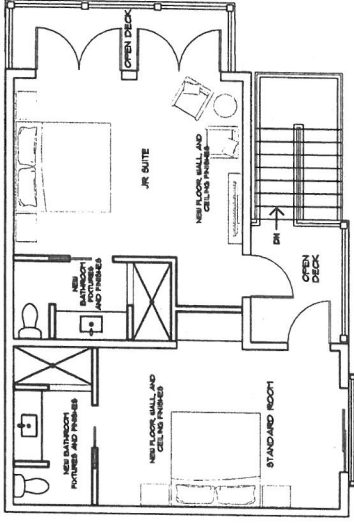 OPEN DECK
JR SUITE
NEW FLOOR, WALL, AND
CEILING FINISHES
DN
OPEN
DECK
NEW
BATHROOM
FIXTURES
AND FINISHES
NEW BATHROOM
FIXTURES AND FINISHES
NEW FLOOR, WALL, AND
CEILING FINISHES
STANDARD ROOM